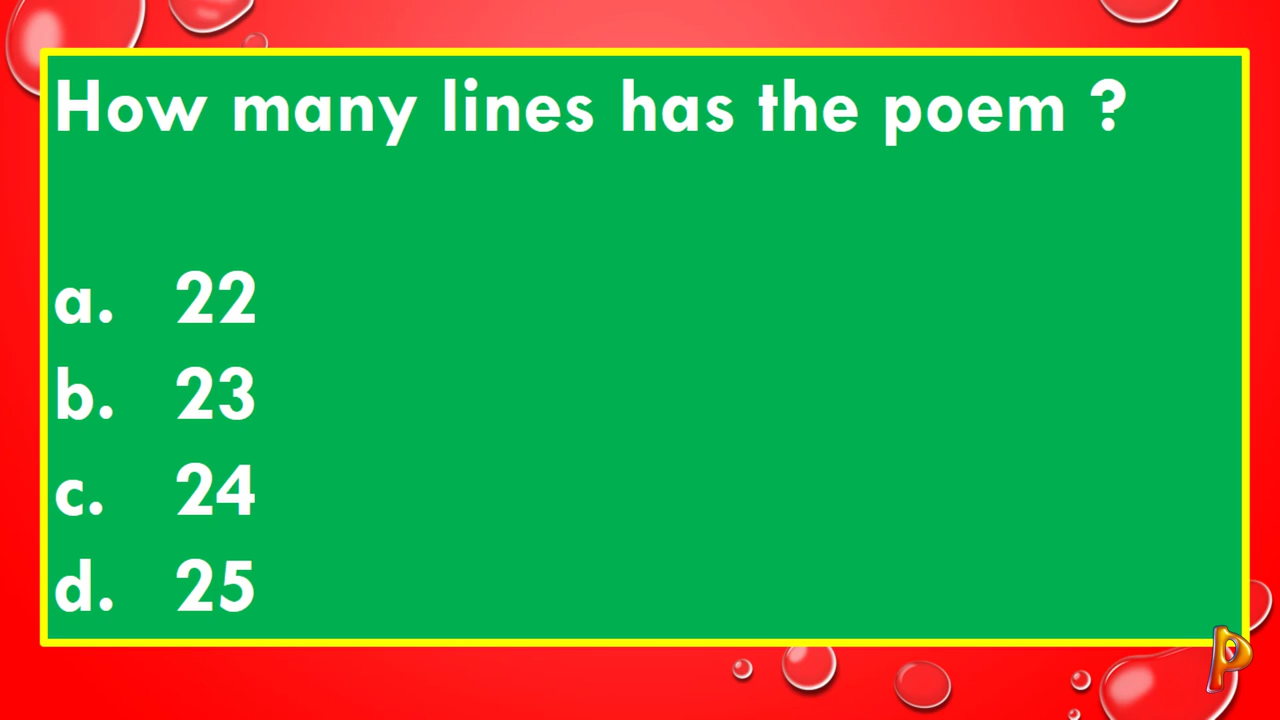 How many lines has the poem ?
a. 22
b. 23
c. 24
d. 25
P